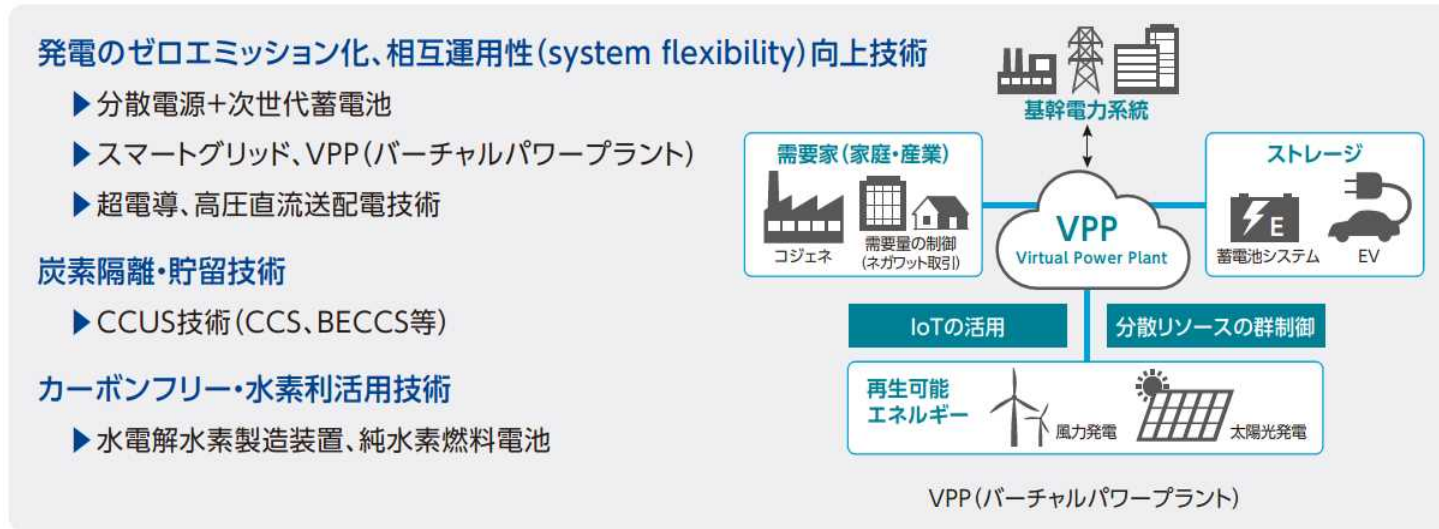 発電のゼロエミッション化、相互運用性(system flexibility)向上技術
▶分散電源+次世代蓄電池
▶スマートグリッド、VPP(バーチャルパワープラント)
▶超電導、高圧直流送配電技術
炭素隔離・貯留技術
▶CCUS技術(CCS、BECCS等)
カーボンフリー・水素利活用技術
▶水電解水素製造装置、純水素燃料電池
基幹電力系統
需要家(家庭・産業)
コジェネ
需要量の制御
(ネガワット取引)
VPP
Virtual Power Plant
ストレージ
E
蓄電池システム
EV
IoTの活用
分散リソースの群制御
再生可能
エネルギー
風力発電
太陽光発電
VPP(バーチャルパワープラント)